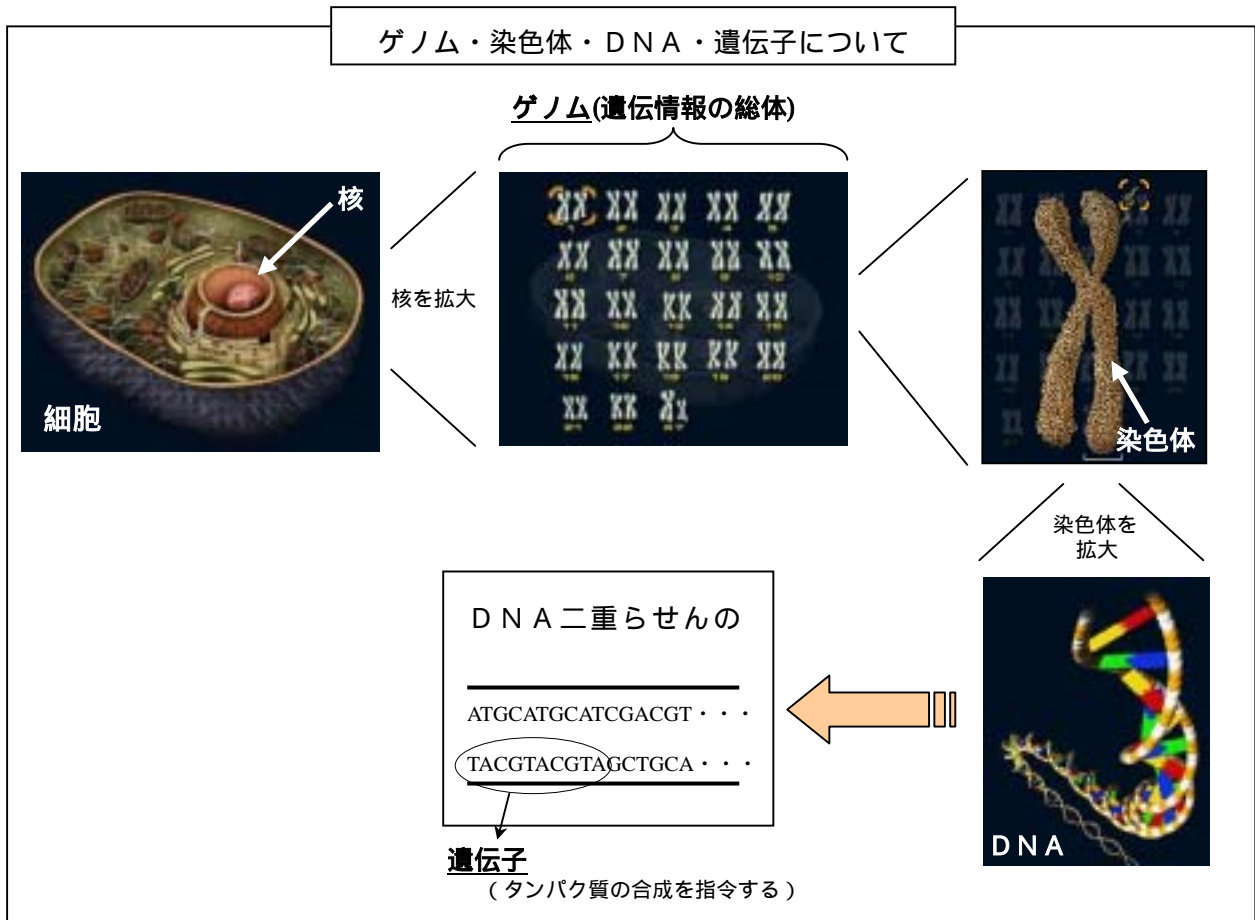 ゲノム・染色体・ＤＮＡ・遺伝子について
ゲノム(遺伝情報の総体)
核
核を拡大
細胞
染色体
染色体を
拡大
ＤＮＡ二重らせんの
ATGCATGCATCGACGT・・・
TACGTACGTAGCTGCA・・・
ＤＮＡ
遺伝子
（タンパク質の合成を指令する）